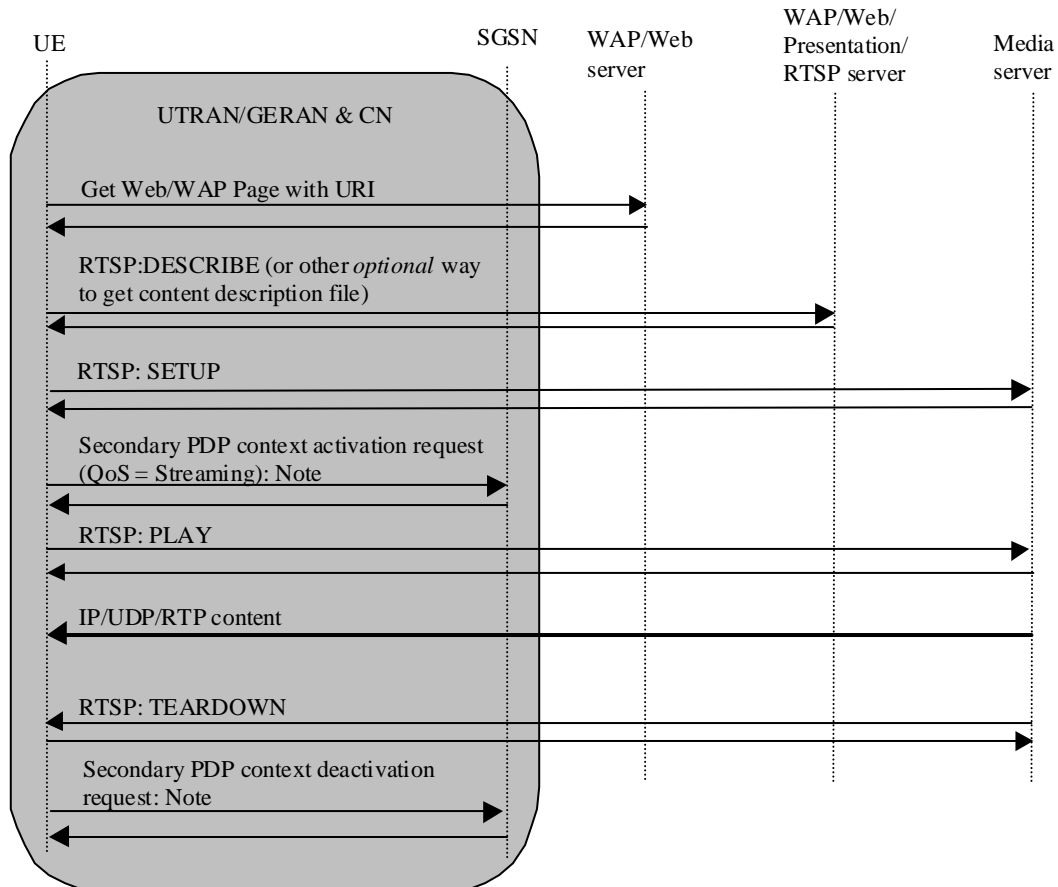 UE
SGSN
WAP/Web
server
WAP/Web/
Presentation/
RTSP server
Media
server
UTRAN/GERAN & CN
Get Web/WAP Page with URI
RTSP:DESCRIBE (or other optional way
to get content description file)
RTSP: SETUP
Secondary PDP context activation request
(QoS = Streaming): Note
RTSP: PLAY
IP/UDP/RTP content
RTSP: TEARDOWN
Secondary PDP context deactivation
request: Note